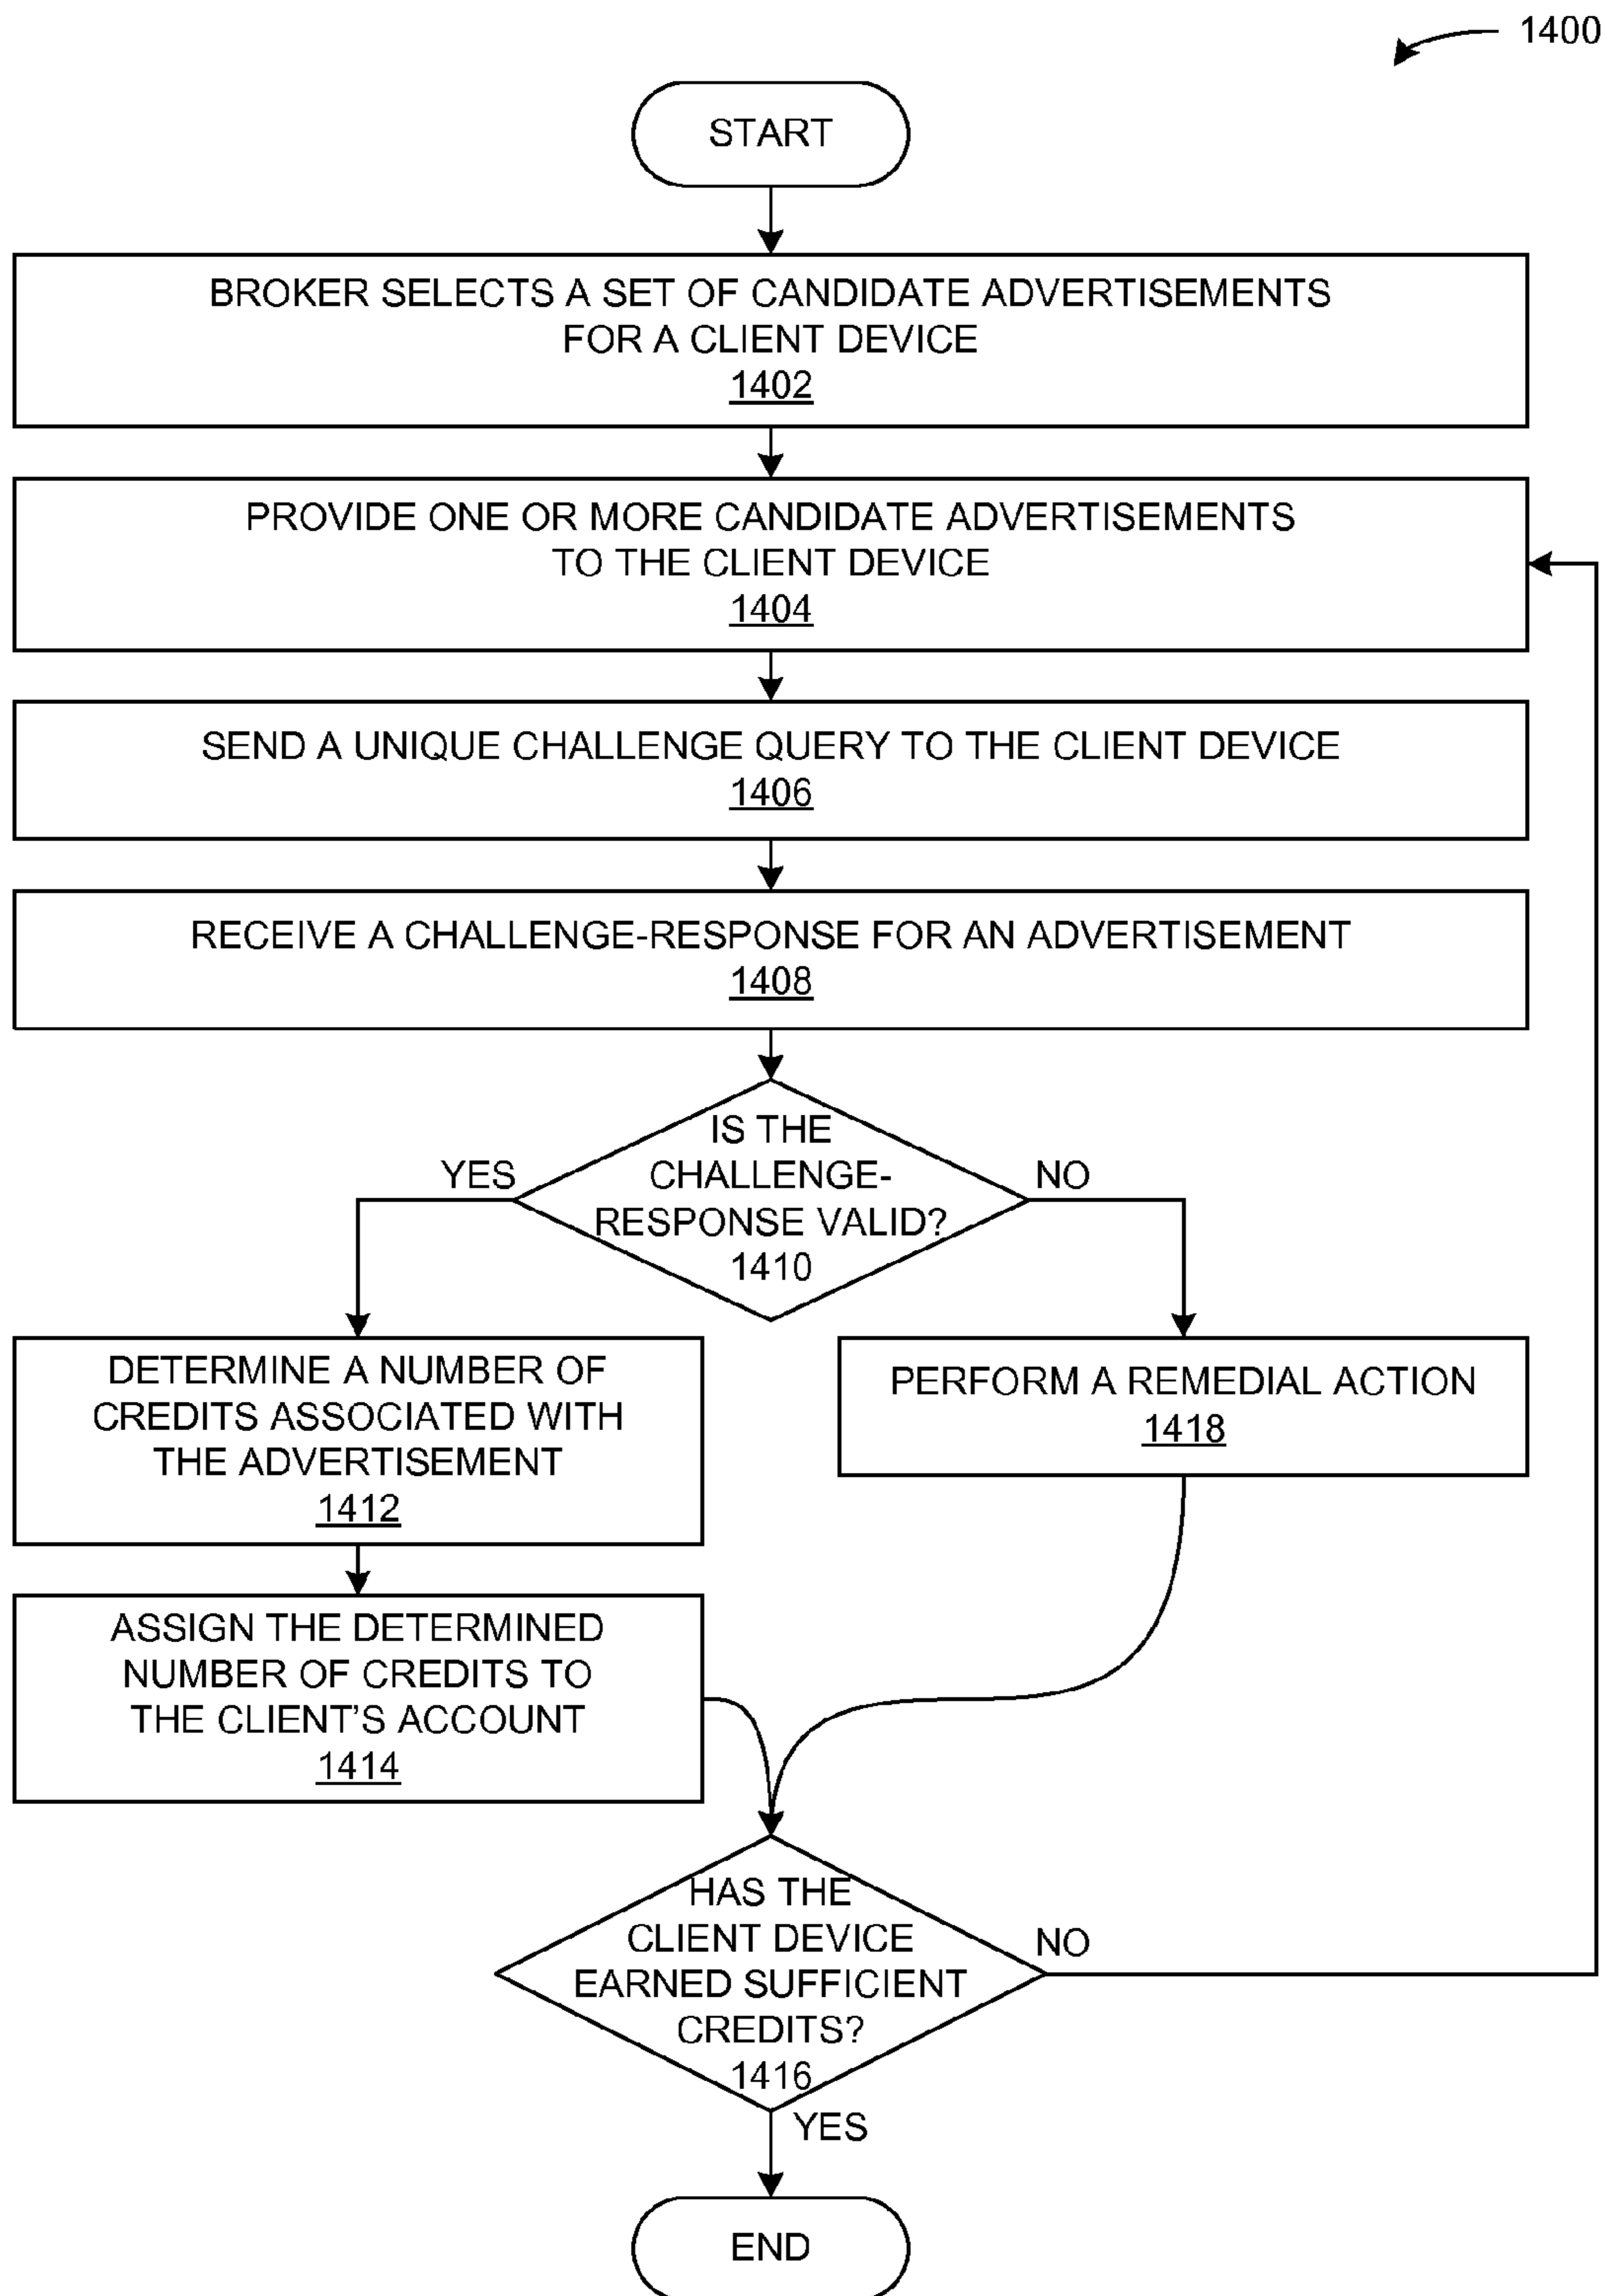 1400
START
BROKER SELECTS A SET OF CANDIDATE ADVERTISEMENTS
FOR A CLIENT DEVICE
1402
PROVIDE ONE OR MORE CANDIDATE ADVERTISEMENTS
TO THE CLIENT DEVICE
1404
SEND A UNIQUE CHALLENGE QUERY TO THE CLIENT DEVICE
1406
RECEIVE A CHALLENGE-RESPONSE FOR AN ADVERTISEMENT
1408
IS THE
CHALLENGE-
RESPONSE VALID?
1410
YES
NO
DETERMINE A NUMBER OF
CREDITS ASSOCIATED WITH
THE ADVERTISEMENT
1412
PERFORM A REMEDIAL ACTION
1418
ASSIGN THE DETERMINED
NUMBER OF CREDITS TO
THE CLIENT'S ACCOUNT
1414
HAS THE
CLIENT DEVICE
EARNED SUFFICIENT
CREDITS?
1416
NO
YES
END